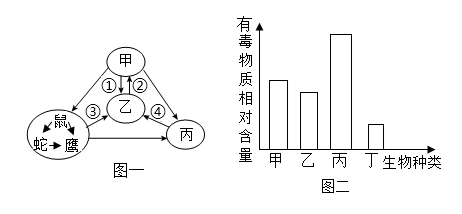 甲
① ②
乙
③ ④
鼠
蛇 鹰
丙
图一
有毒物质相对含量
甲 乙 丙 丁 生物种类
图二